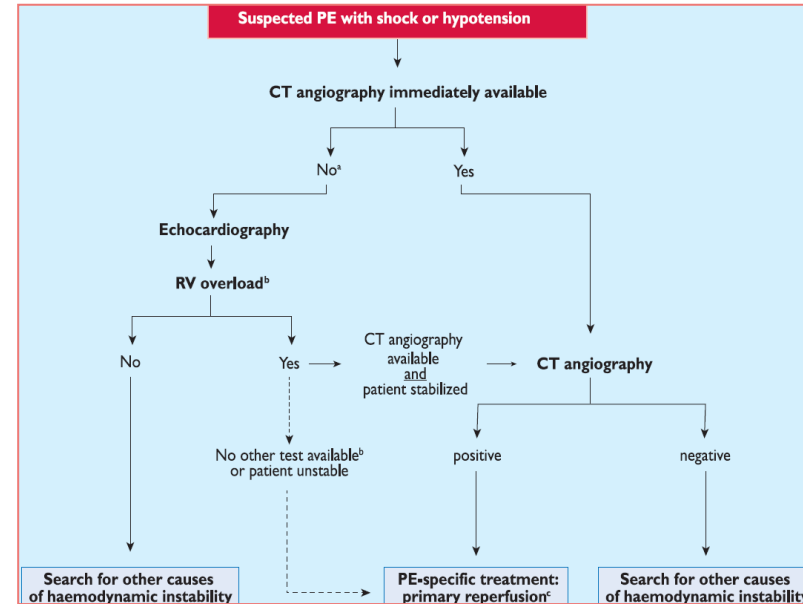 Suspected PE with shock or hypotension
CT angiography immediately available
Noᵃ
Yes
Echocardiography
RV overloadᵇ
No
Yes
CT angiography
available
and
patient stabilized
CT angiography
No other test availableᵇ
or patient unstable
positive
negative
Search for other causes
of haemodynamic instability
PE-specific treatment:
primary reperfusionᶜ
Search for other causes
of haemodynamic instability